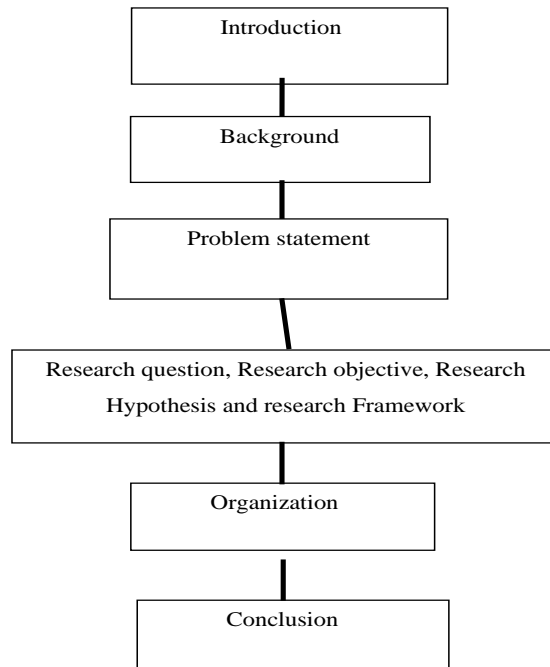 Introduction
Background
Problem statement
Research question, Research objective, Research
Hypothesis and research Framework
Organization
Conclusion